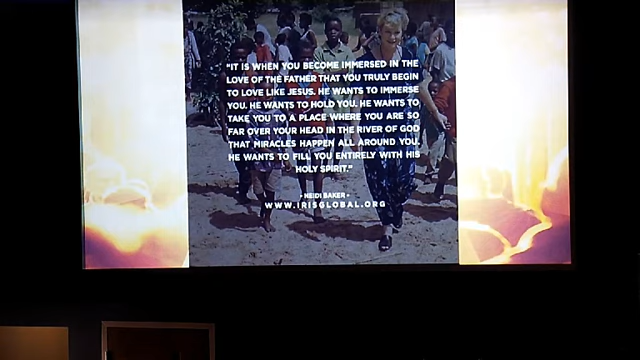 "IT IS WHEN YOU BECOME IMMERSED IN THE
LOVE OF THE FATHER THAT YOU TRULY BEGIN
TO LOVE LIKE JESUS. HE WANTS TO IMMERSE
YOU. HE WANTS TO HOLD YOU. HE WANTS TO
TAKE YOU TO A PLACE WHERE YOU ARE SO
FAR OVER YOUR HEAD IN THE RIVER OF GOD
THAT MIRACLES HAPPEN ALL AROUND YOU.
HE WANTS TO FILL YOU ENTIRELY WITH HIS
HOLY SPIRIT."
- HEIDI BAKER -
WWW.IRISGLOBAL.ORG